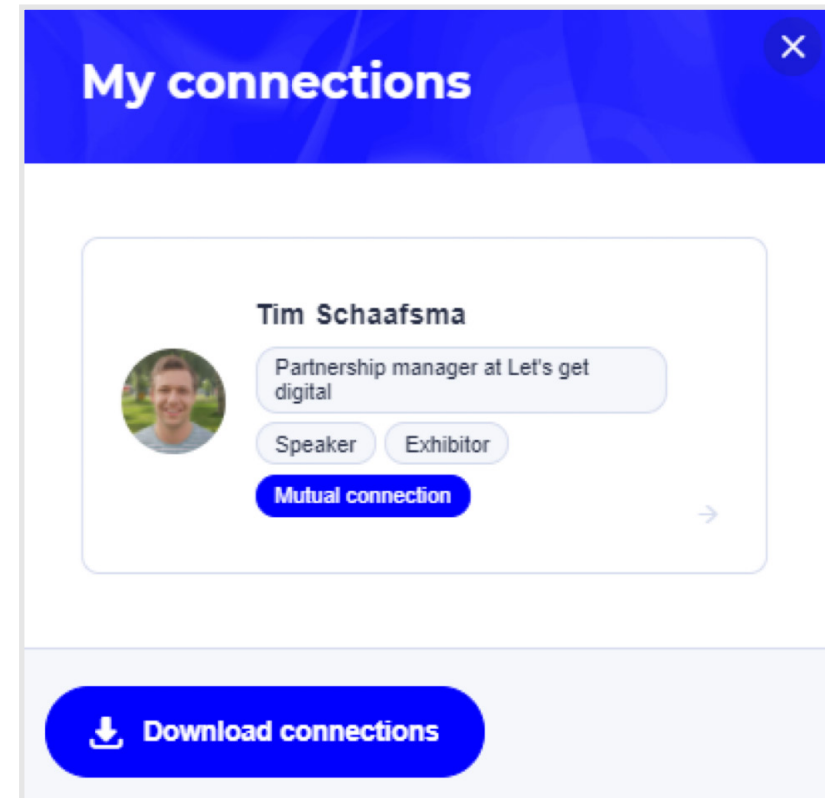 My connections
Tim Schaafsma
Partnership manager at Let's get
digital
Speaker Exhibitor
Mutual connection
Download connections